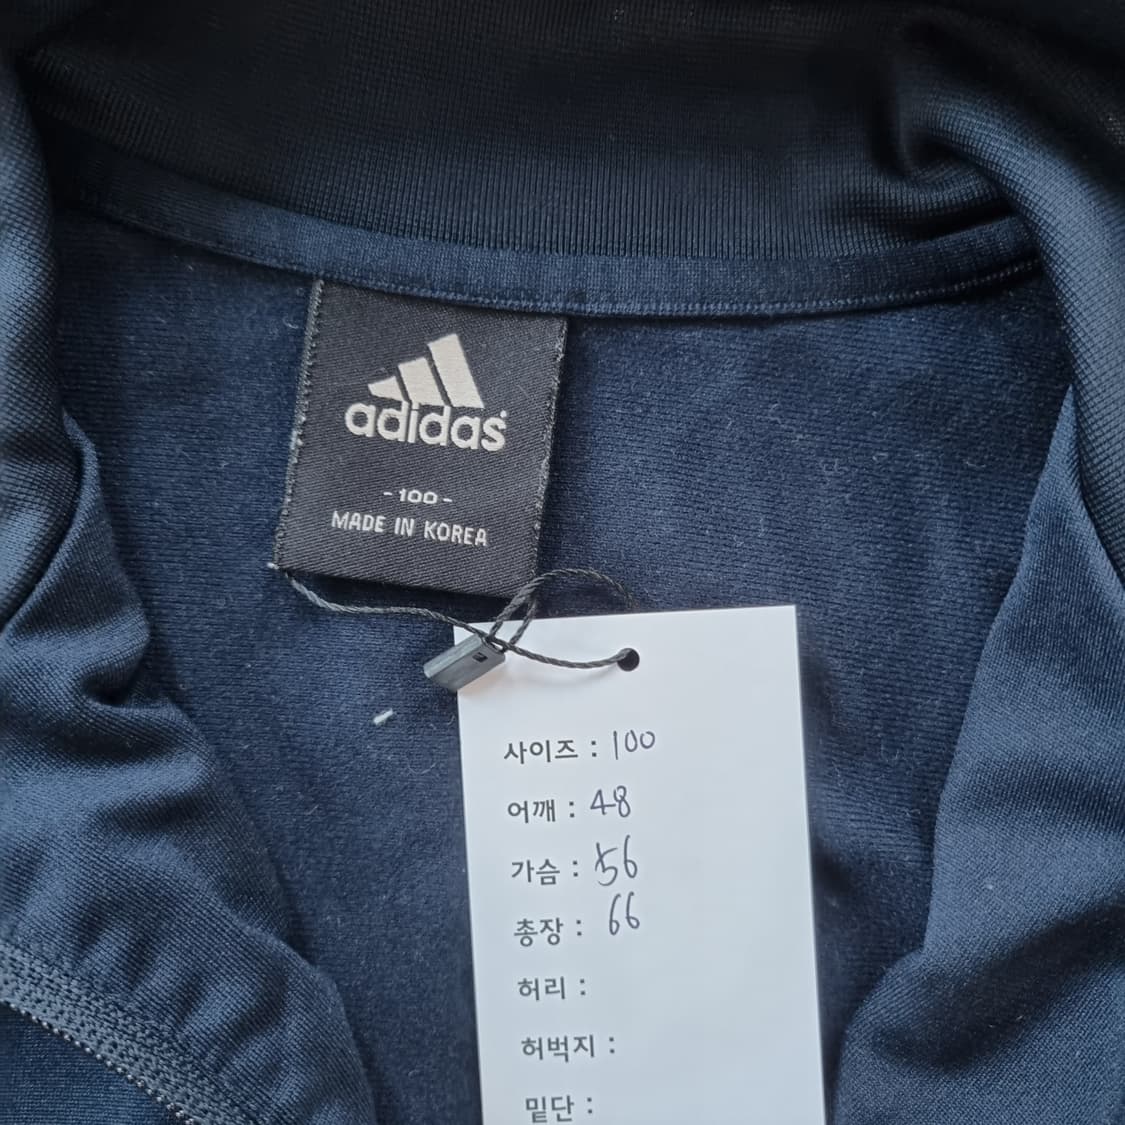 adidas
- 100 -
MADE IN KOREA
사이즈 : 100
어깨 : 48
가슴 : 56
총장 : 66
허리 :
허벅지 :
밑단 :